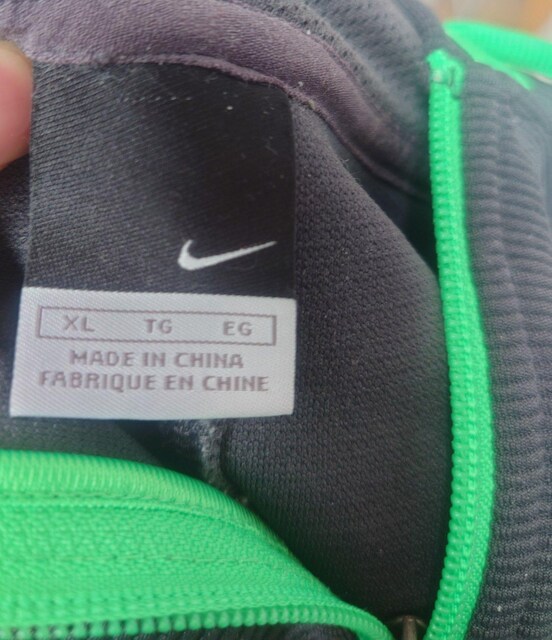 XL TG EG
MADE IN CHINA
FABRIQUE EN CHINE